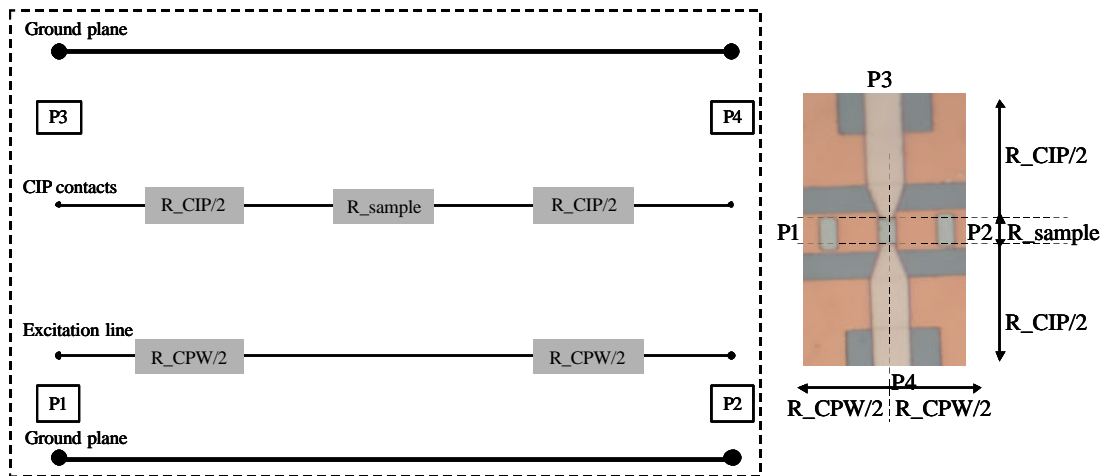 Ground plane
P3
P4
CIP contacts
R_CIP/2
R_sample
R_CIP/2
Excitation line
R_CPW/2
R_CPW/2
P1
P2
Ground plane
P3
R_CIP/2
P1
P2
R_sample
R_CIP/2
P4
R_CPW/2
R_CPW/2